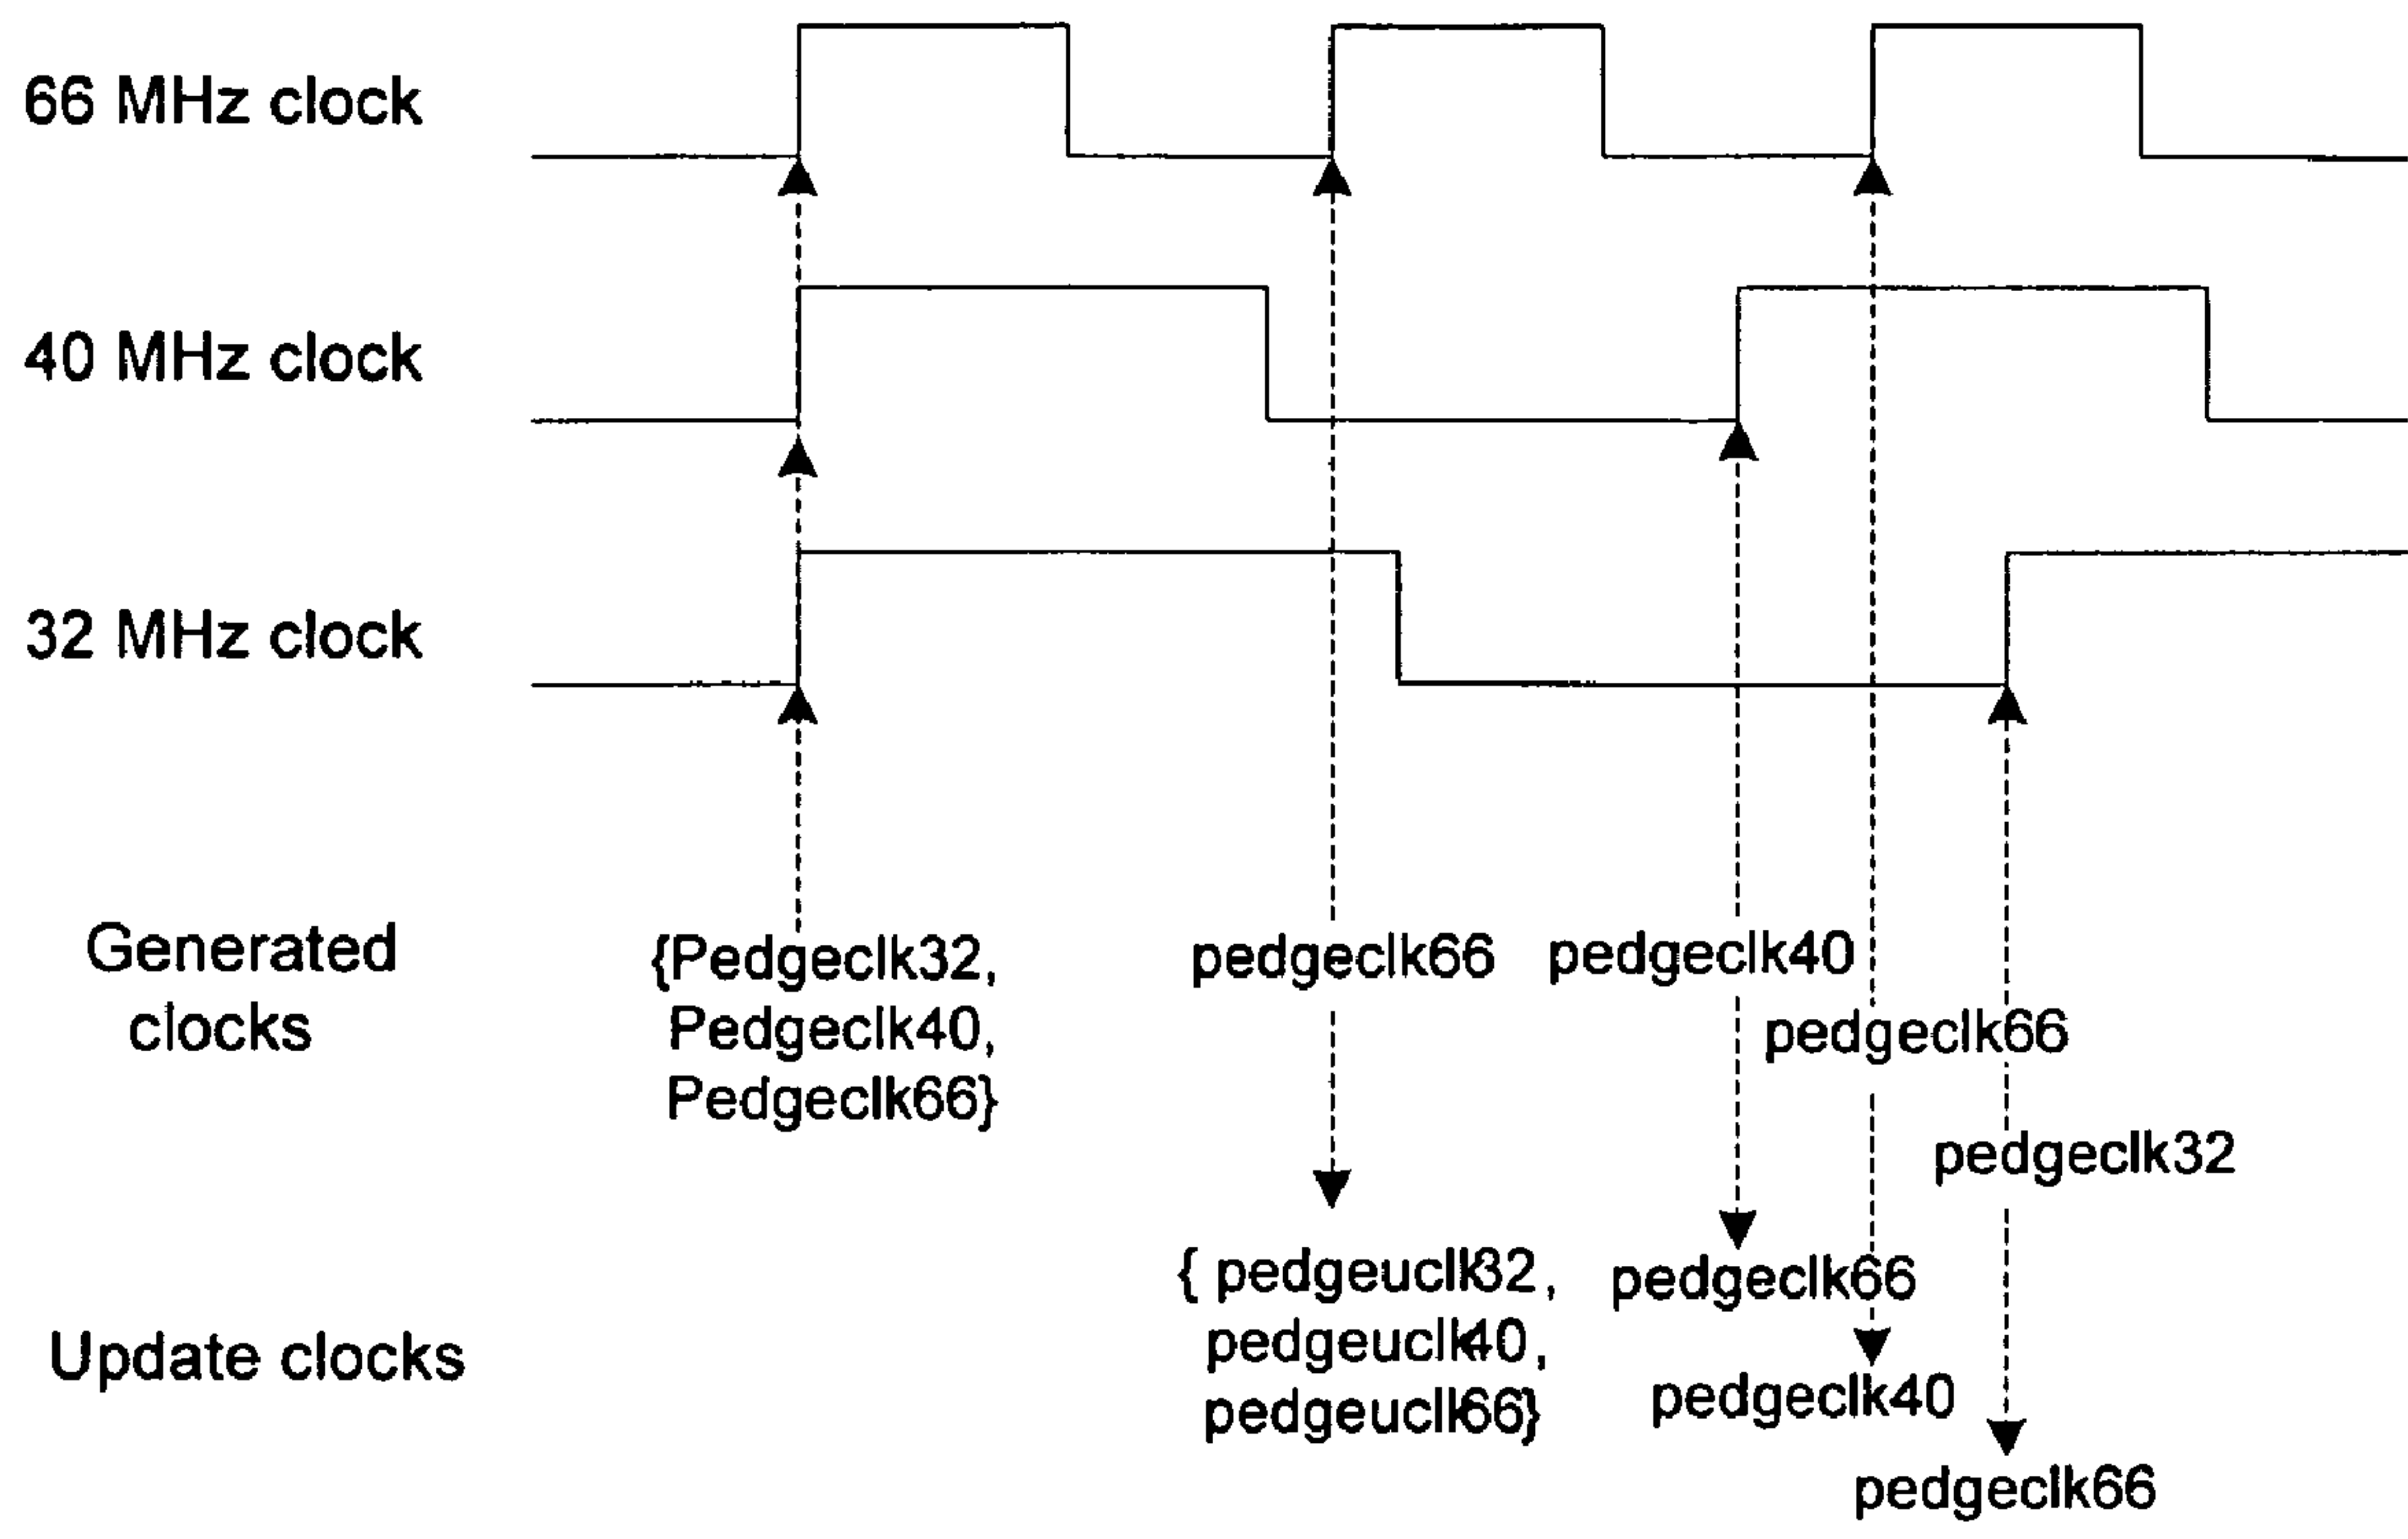 66 MHz clock
40 MHz clock
32 MHz clock
Generated
clocks
{Pedgeclk32,
Pedgeclk40,
Pedgeclk66}
pedgeclk66
pedgeclk40
pedgeclk66
pedgeclk32
Update clocks
{ pedgeuclk32,
pedgeuclk40,
pedgeuclk66}
pedgeclk66
pedgeclk40
pedgeclk66